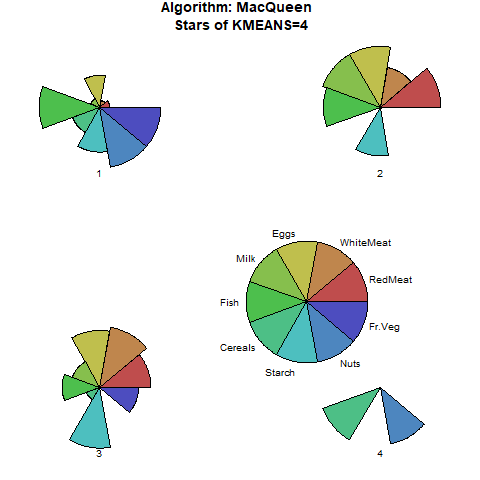 Algorithm: MacQueen
Stars of KMEANS=4
1
2
Eggs
WhiteMeat
Milk
RedMeat
Fish
Fr.Veg
Cereals
Nuts
Starch
3
4